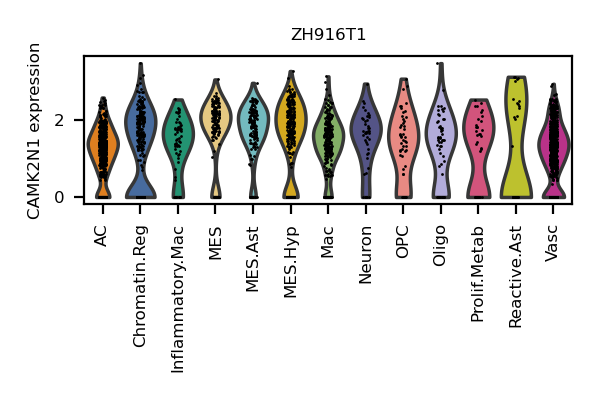 ZH916T1
CAMK2N1 expression
2
0
AC
Chromatin.Reg
Inflammatory.Mac
MES
MES.Ast
MES.Hyp
Mac
Neuron
OPC
Oligo
Prolif.Metab
Reactive.Ast
Vasc